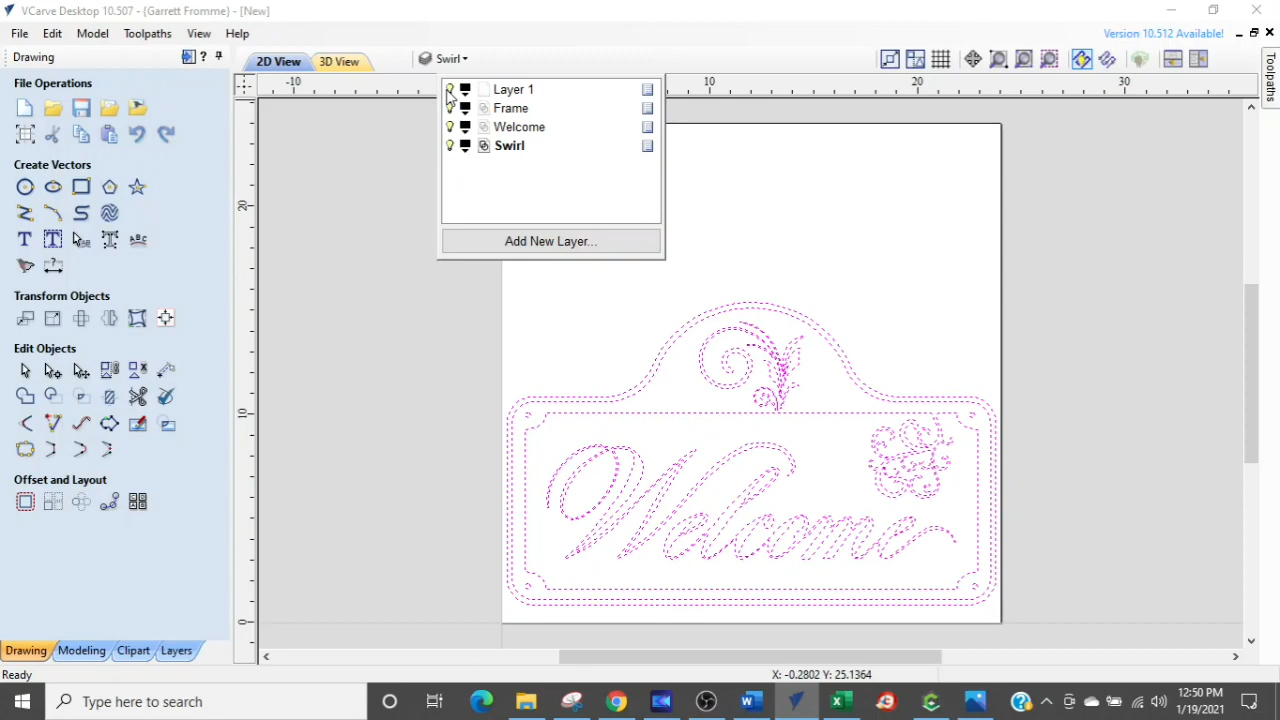 VCarve Desktop 10.507 - {Garrett Fromme} - [New]
File Edit Model Toolpaths View Help
Version 10.512 Available!
Drawing
2D View 3D View Swirl
File Operations
-10 10 20 30
Layer 1
Frame
Welcome
Swirl
Add New Layer...
Toolpaths
Create Vectors
20
Transform Objects
Edit Objects
10
Offset and Layout
Welcome
0
Drawing Modeling Clipart Layers
Ready
X: -0.2802 Y: 25.1364
Type here to search
12:50 PM
1/19/2021